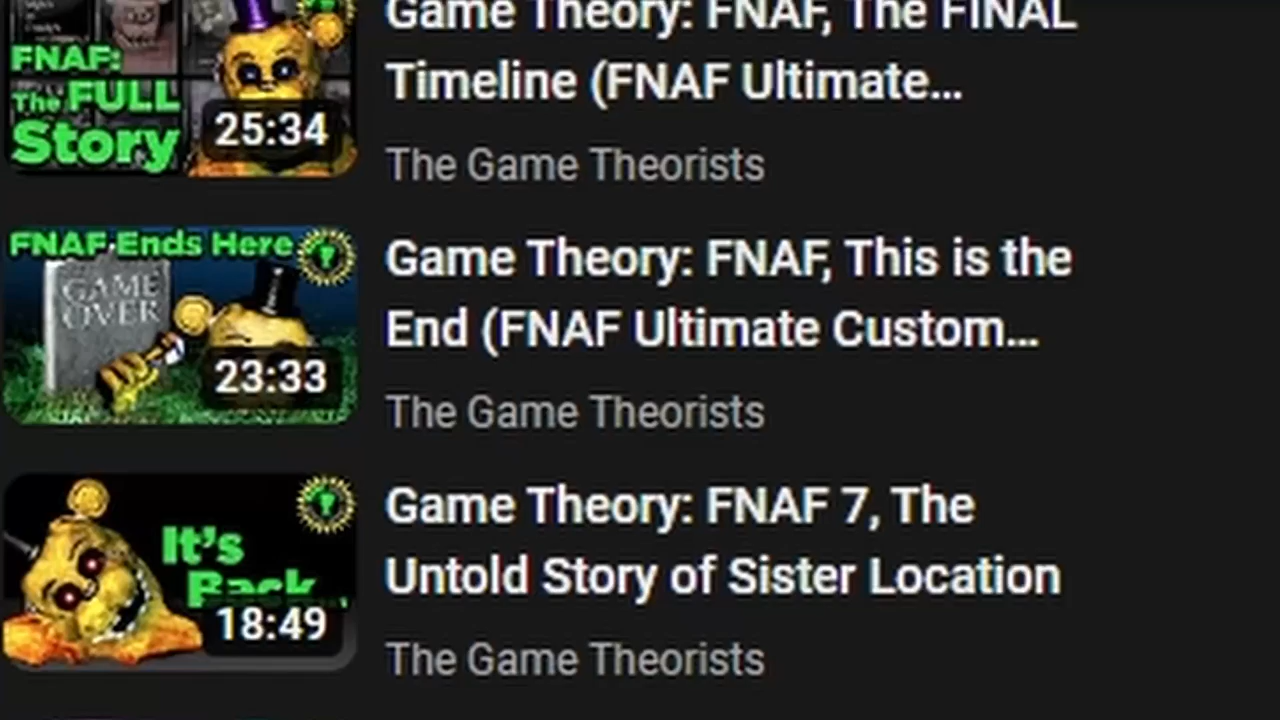 Game Theory: FNAF, The FINAL
Timeline (FNAF Ultimate...
The Game Theorists
FNAF:
The FULL
Story
25:34
Game Theory: FNAF, This is the
End (FNAF Ultimate Custom...
The Game Theorists
FNAF Ends Here
GAME
OVER
23:33
Game Theory: FNAF 7, The
Untold Story of Sister Location
The Game Theorists
It's
Back...
18:49